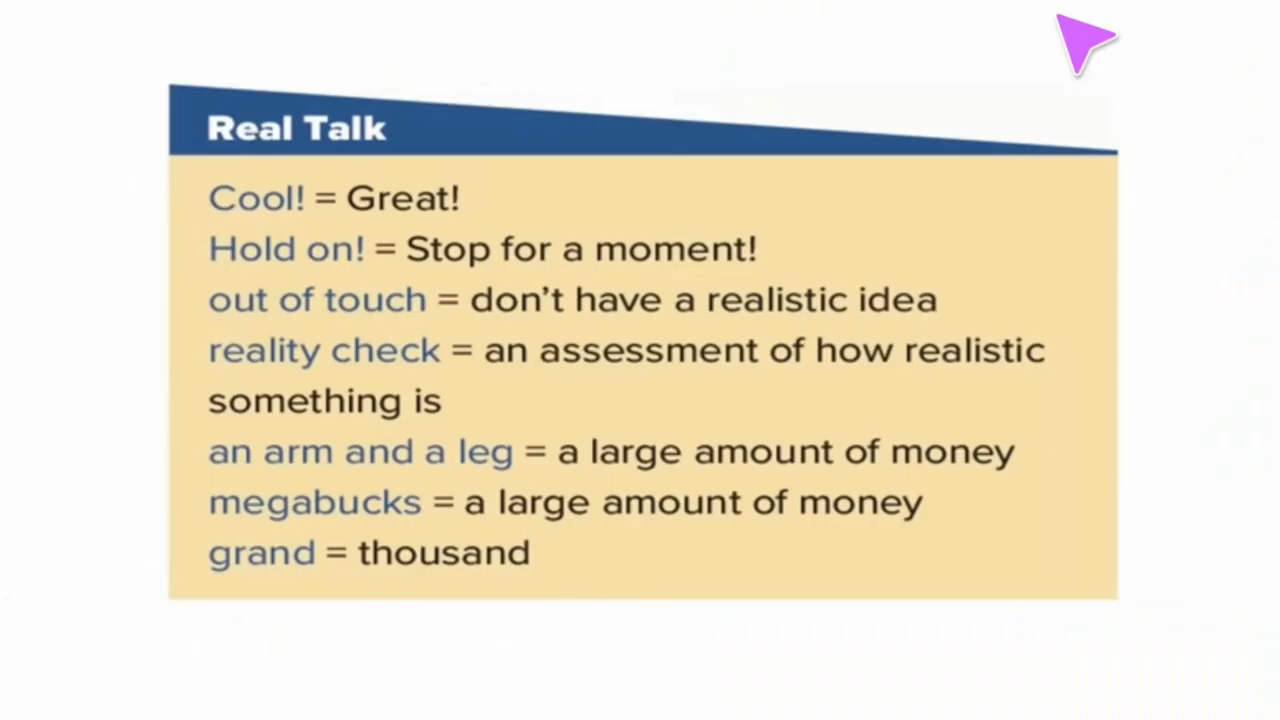 Real Talk
Cool! = Great!
Hold on! = Stop for a moment!
out of touch = don’t have a realistic idea
reality check = an assessment of how realistic
something is
an arm and a leg = a large amount of money
megabucks = a large amount of money
grand = thousand